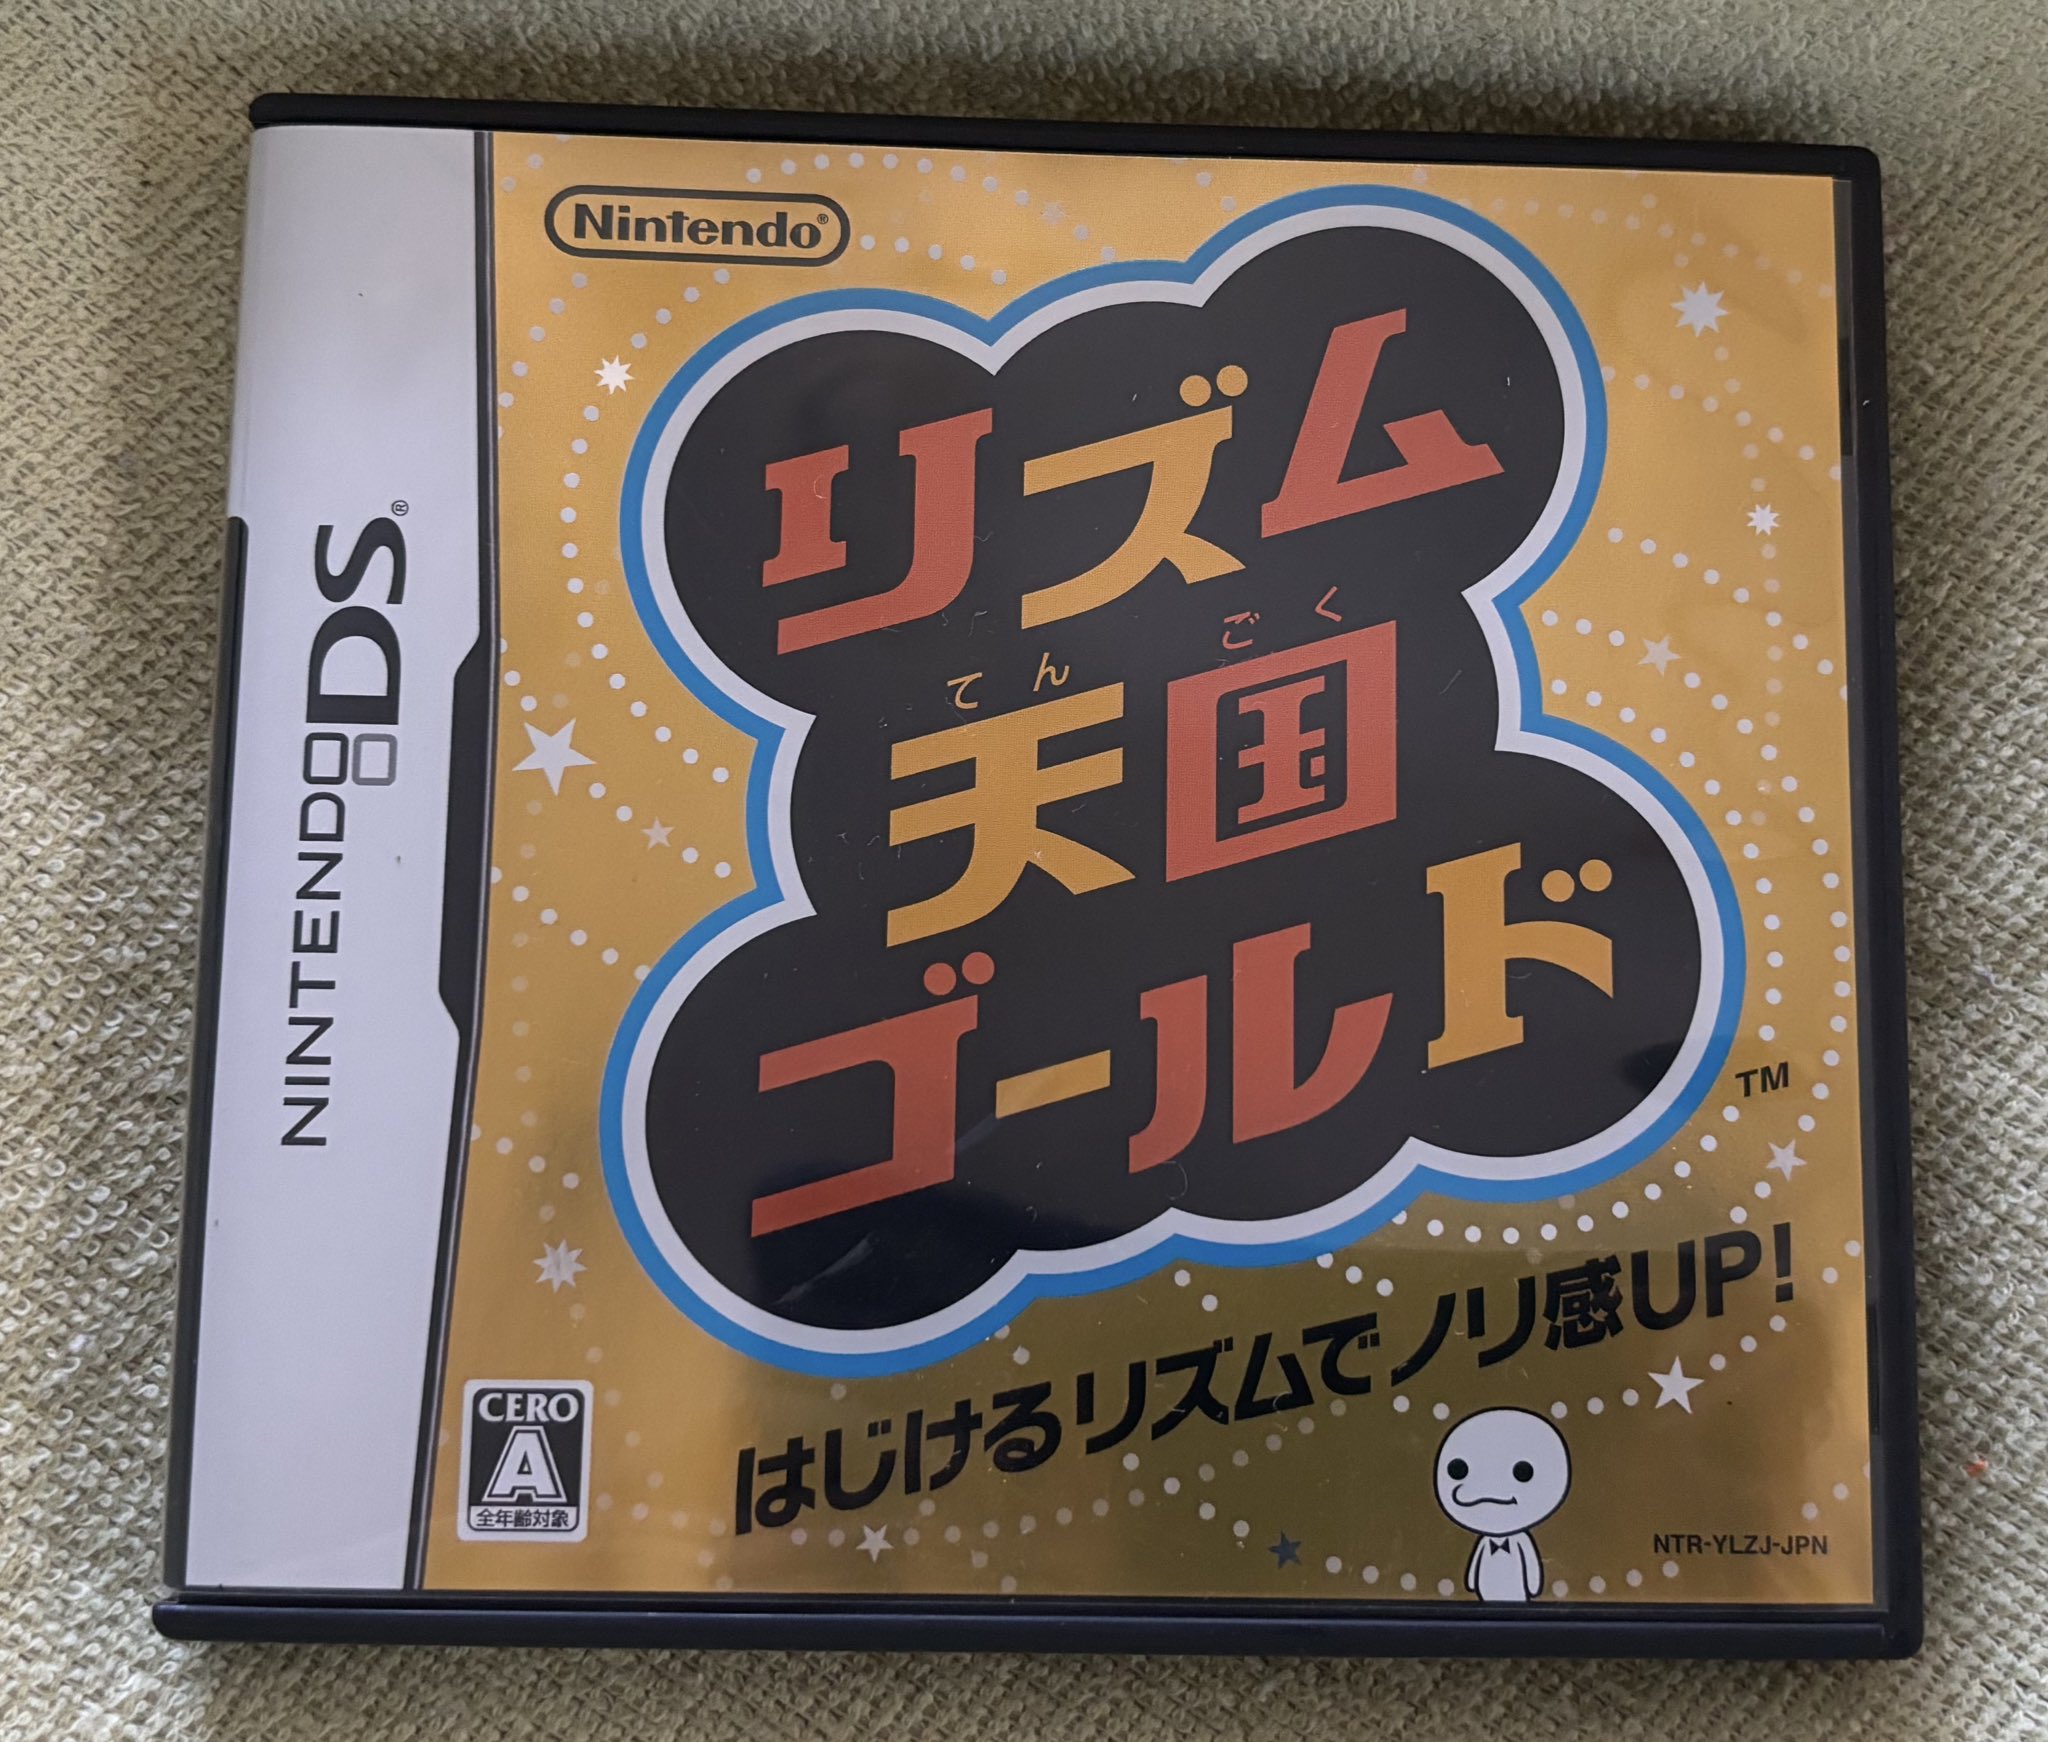 Nintendo®
NINTENDO DS®
リズム
てんごく
天国
ゴールド
TM
はじけるリズムでノリ感UP!
CERO
A
全年齢対象
NTR-YLZJ-JPN